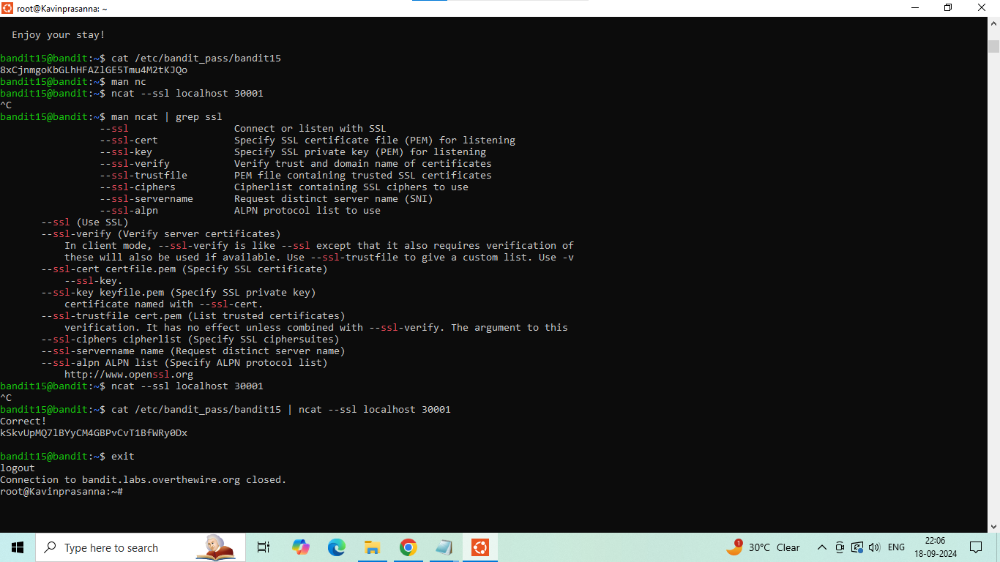 root@Kavinprasanna: ~
Enjoy your stay!
bandit15@bandit:~$ cat /etc/bandit_pass/bandit15
8xCjnmgoKbGLhHFAZlGE5Tmu4M2tKJQo
bandit15@bandit:~$ man nc
bandit15@bandit:~$ ncat --ssl localhost 30001
^C
bandit15@bandit:~$ man ncat | grep ssl
--ssl                  Connect or listen with SSL
--ssl-cert             Specify SSL certificate file (PEM) for listening
--ssl-key              Specify SSL private key (PEM) for listening
--ssl-verify           Verify trust and domain name of certificates
--ssl-trustfile        PEM file containing trusted SSL certificates
--ssl-ciphers          Cipherlist containing SSL ciphers to use
--ssl-servername       Request distinct server name (SNI)
--ssl-alpn             ALPN protocol list to use
--ssl (Use SSL)
--ssl-verify (Verify server certificates)
In client mode, --ssl-verify is like --ssl except that it also requires verification of
these will also be used if available. Use --ssl-trustfile to give a custom list. Use -v
--ssl-cert certfile.pem (Specify SSL certificate)
--ssl-key.
--ssl-key keyfile.pem (Specify SSL private key)
certificate named with --ssl-cert.
--ssl-trustfile cert.pem (List trusted certificates)
verification. It has no effect unless combined with --ssl-verify. The argument to this
--ssl-ciphers cipherlist (Specify SSL ciphersuites)
--ssl-servername name (Request distinct server name)
--ssl-alpn ALPN list (Specify ALPN protocol list)
http://www.openssl.org
bandit15@bandit:~$ ncat --ssl localhost 30001
^C
bandit15@bandit:~$ cat /etc/bandit_pass/bandit15 | ncat --ssl localhost 30001
Correct!
kSkvUpMQ7lBYyCM4GBPvCvT1BfWRy0Dx
bandit15@bandit:~$ exit
logout
Connection to bandit.labs.overthewire.org closed.
root@Kavinprasanna:~#
Type here to search
1
30°C Clear
ENG
22:06
18-09-2024